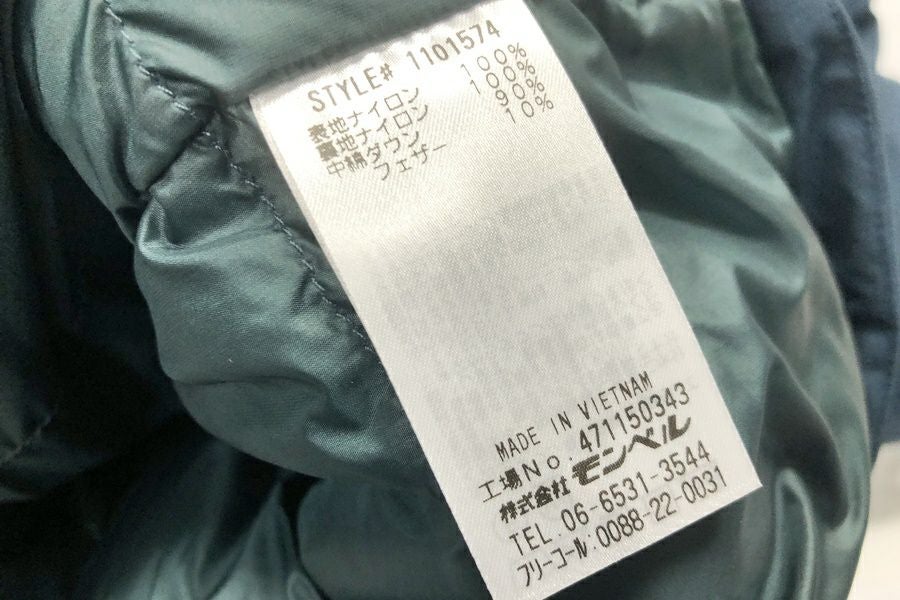 STYLE# 1101574
表地ナイロン 100%
裏地ナイロン 100%
中綿ダウン 90%
フェザー 10%
MADE IN VIETNAM
工場No. 471150343
株式会社 モンベル
TEL. 06-6531-3544
フリーコール:0088-22-0031